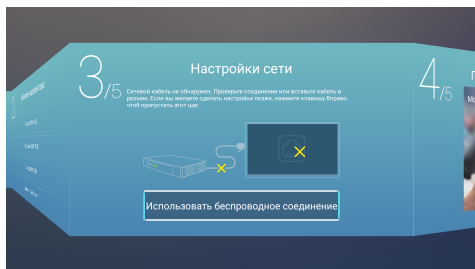 3/5
Настройки сети
Сетевой кабель не обнаружен. Проверьте соединение или вставьте кабель в
разъем. Если вы желаете сделать настройки позже, нажмите клавишу Вправо,
чтоб пропустить этот шаг.
Использовать беспроводное соединение
4/5